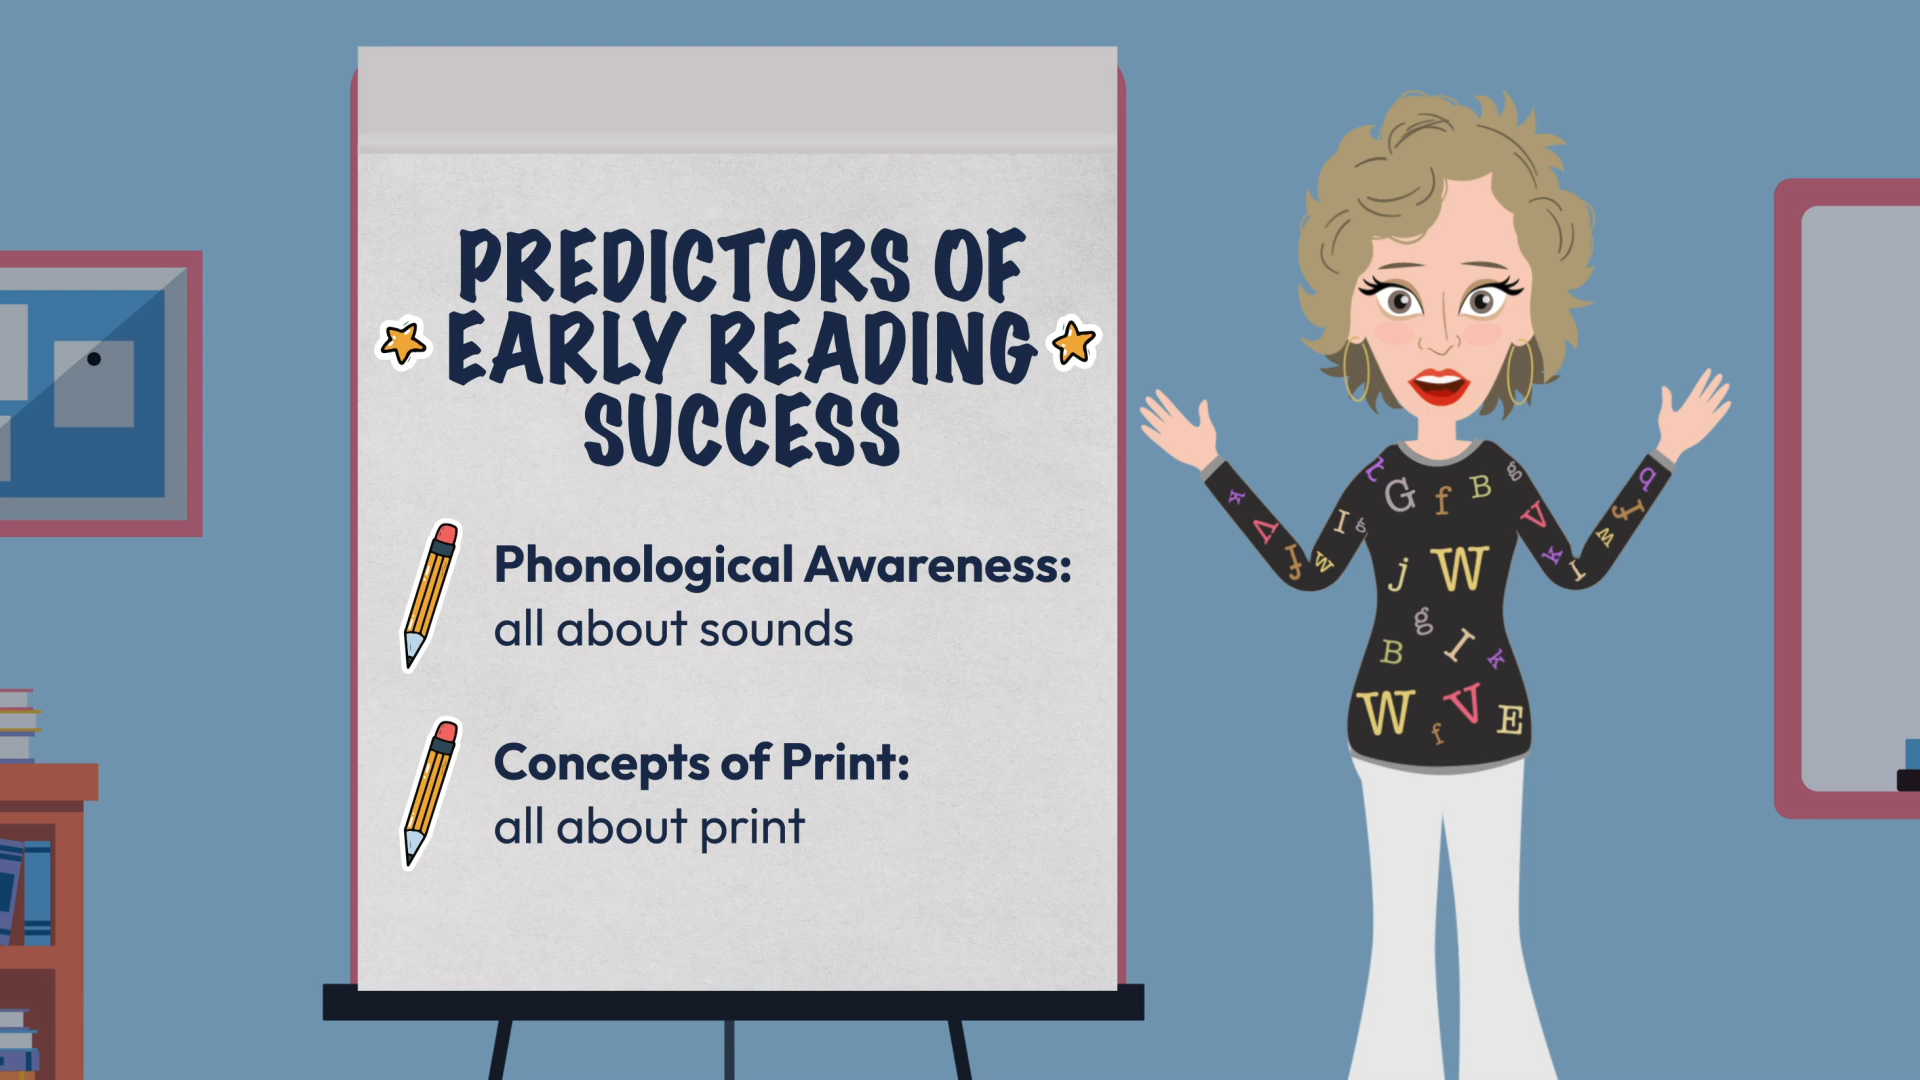 PREDICTORS OF
EARLY READING
SUCCESS
Phonological Awareness:
all about sounds
Concepts of Print:
all about print
t G f B g
k V f w I g V k I w f q
j W
g
B I k
W f V E